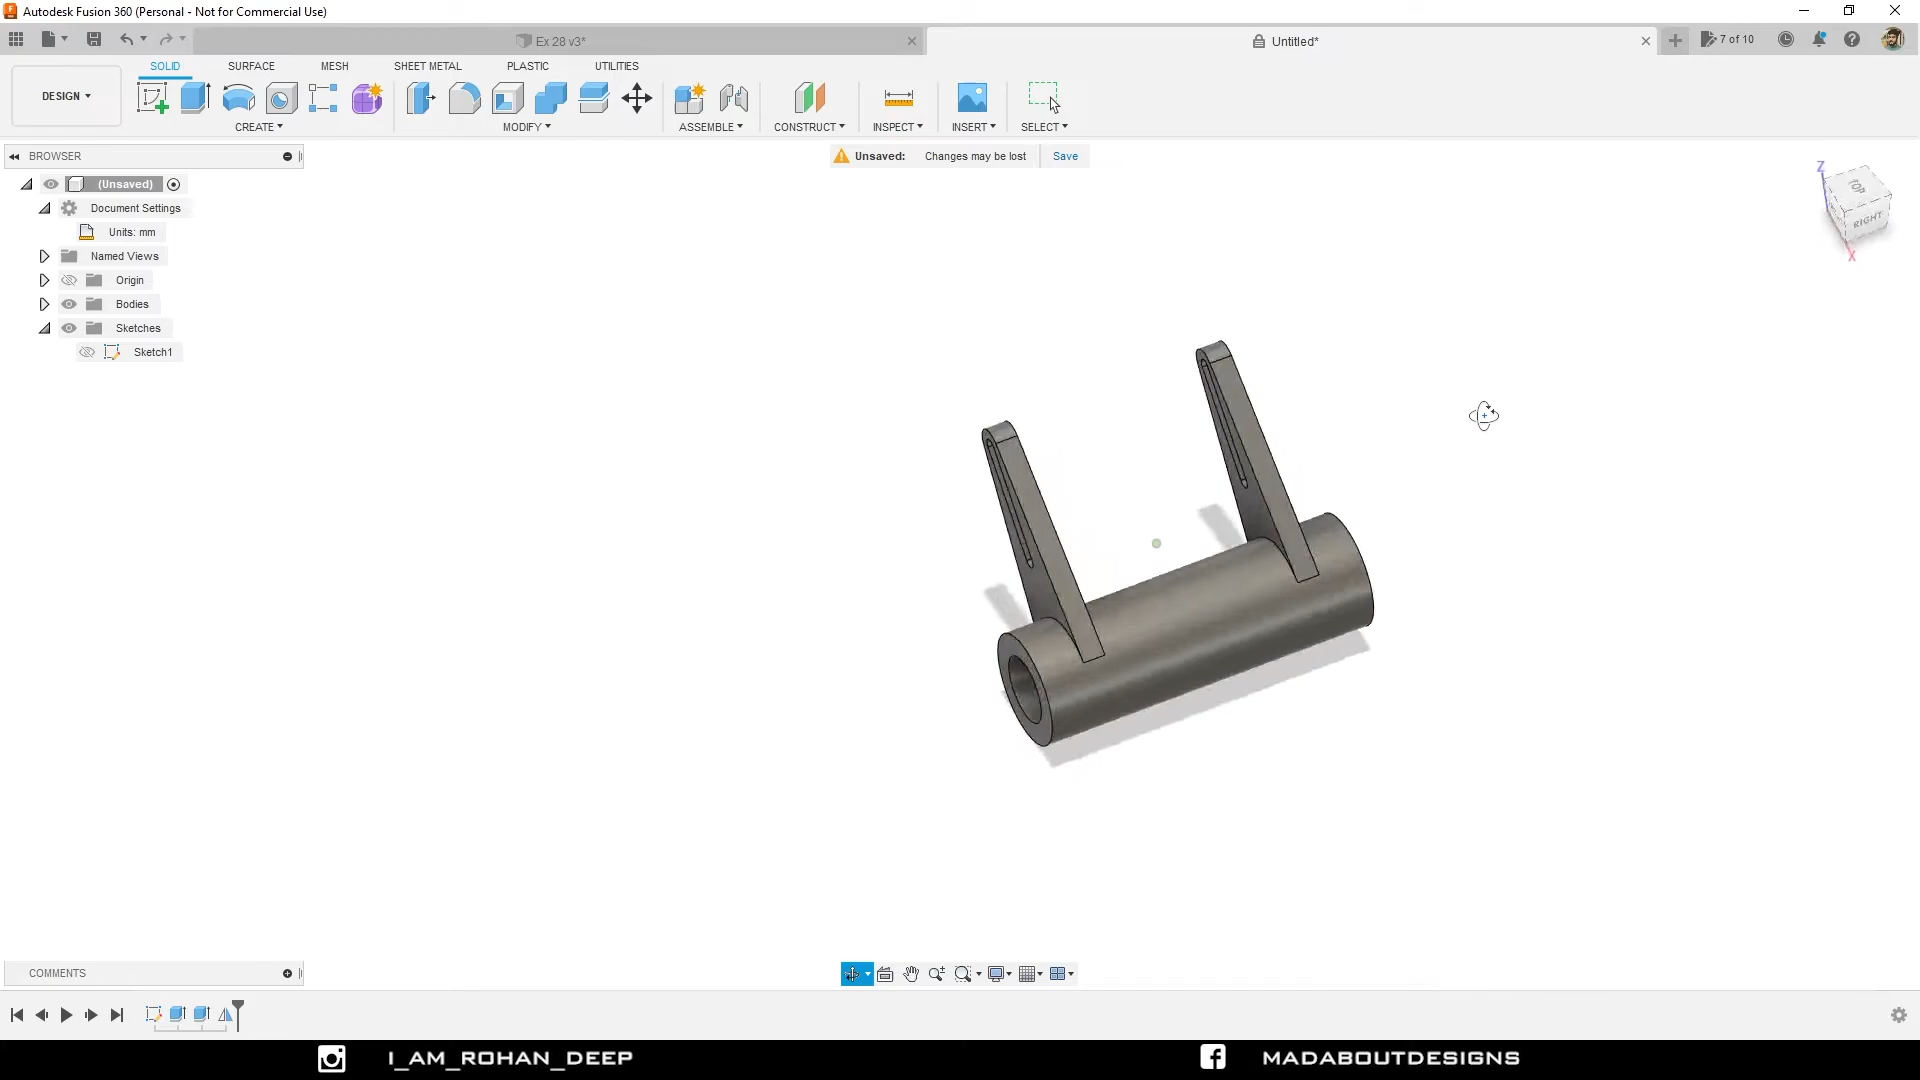 Autodesk Fusion 360 (Personal - Not for Commercial Use)
Ex 28 v3*
Untitled*
7 of 10
SOLID
SURFACE
MESH
SHEET METAL
PLASTIC
UTILITIES
DESIGN
CREATE
MODIFY
ASSEMBLE
CONSTRUCT
INSPECT
INSERT
SELECT
BROWSER
Unsaved: Changes may be lost Save
(Unsaved)
Document Settings
Units: mm
Named Views
Origin
Bodies
Sketches
Sketch1
Z
TOP
RIGHT
X
COMMENTS
I_AM_ROHAN_DEEP
MADABOUTDESIGNS